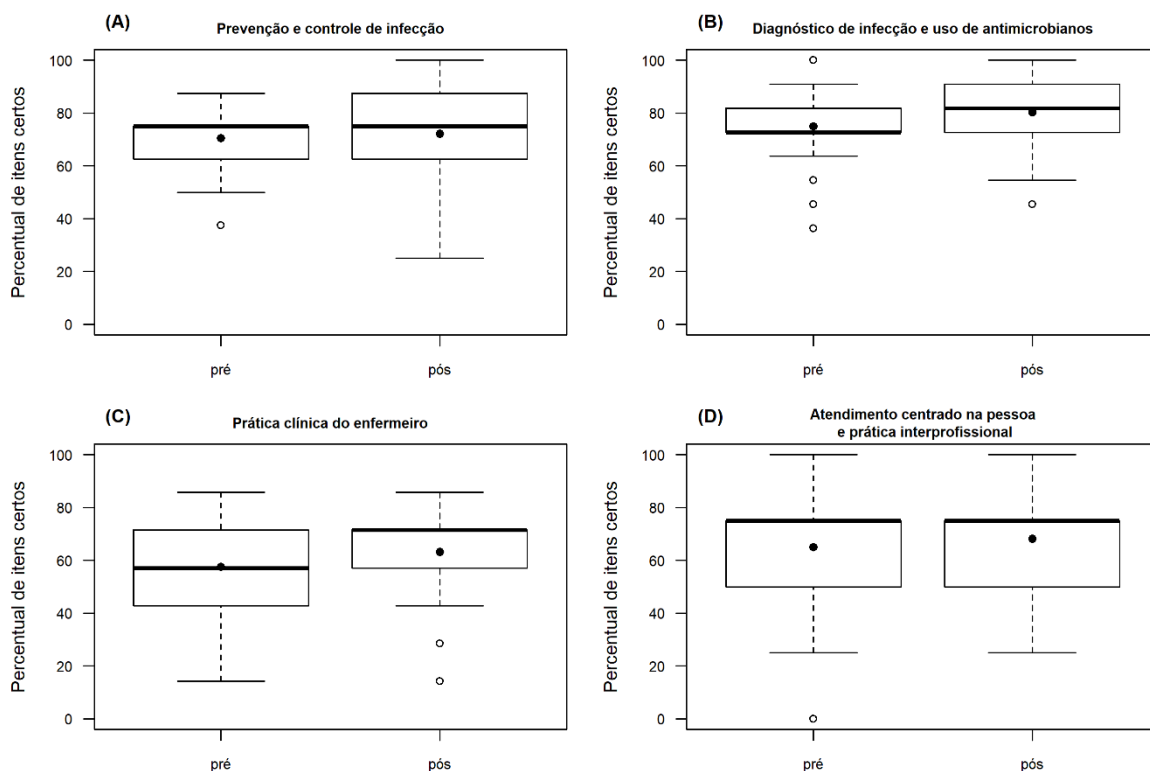 (A)
Prevenção e controle de infecção
Percentual de itens certos
100
80
60
40
20
0
pré
pós
(B)
Diagnóstico de infecção e uso de antimicrobianos
Percentual de itens certos
100
80
60
40
20
0
pré
pós
(C)
Prática clínica do enfermeiro
Percentual de itens certos
100
80
60
40
20
0
pré
pós
(D)
Atendimento centrado na pessoa
e prática interprofissional
Percentual de itens certos
100
80
60
40
20
0
pré
pós